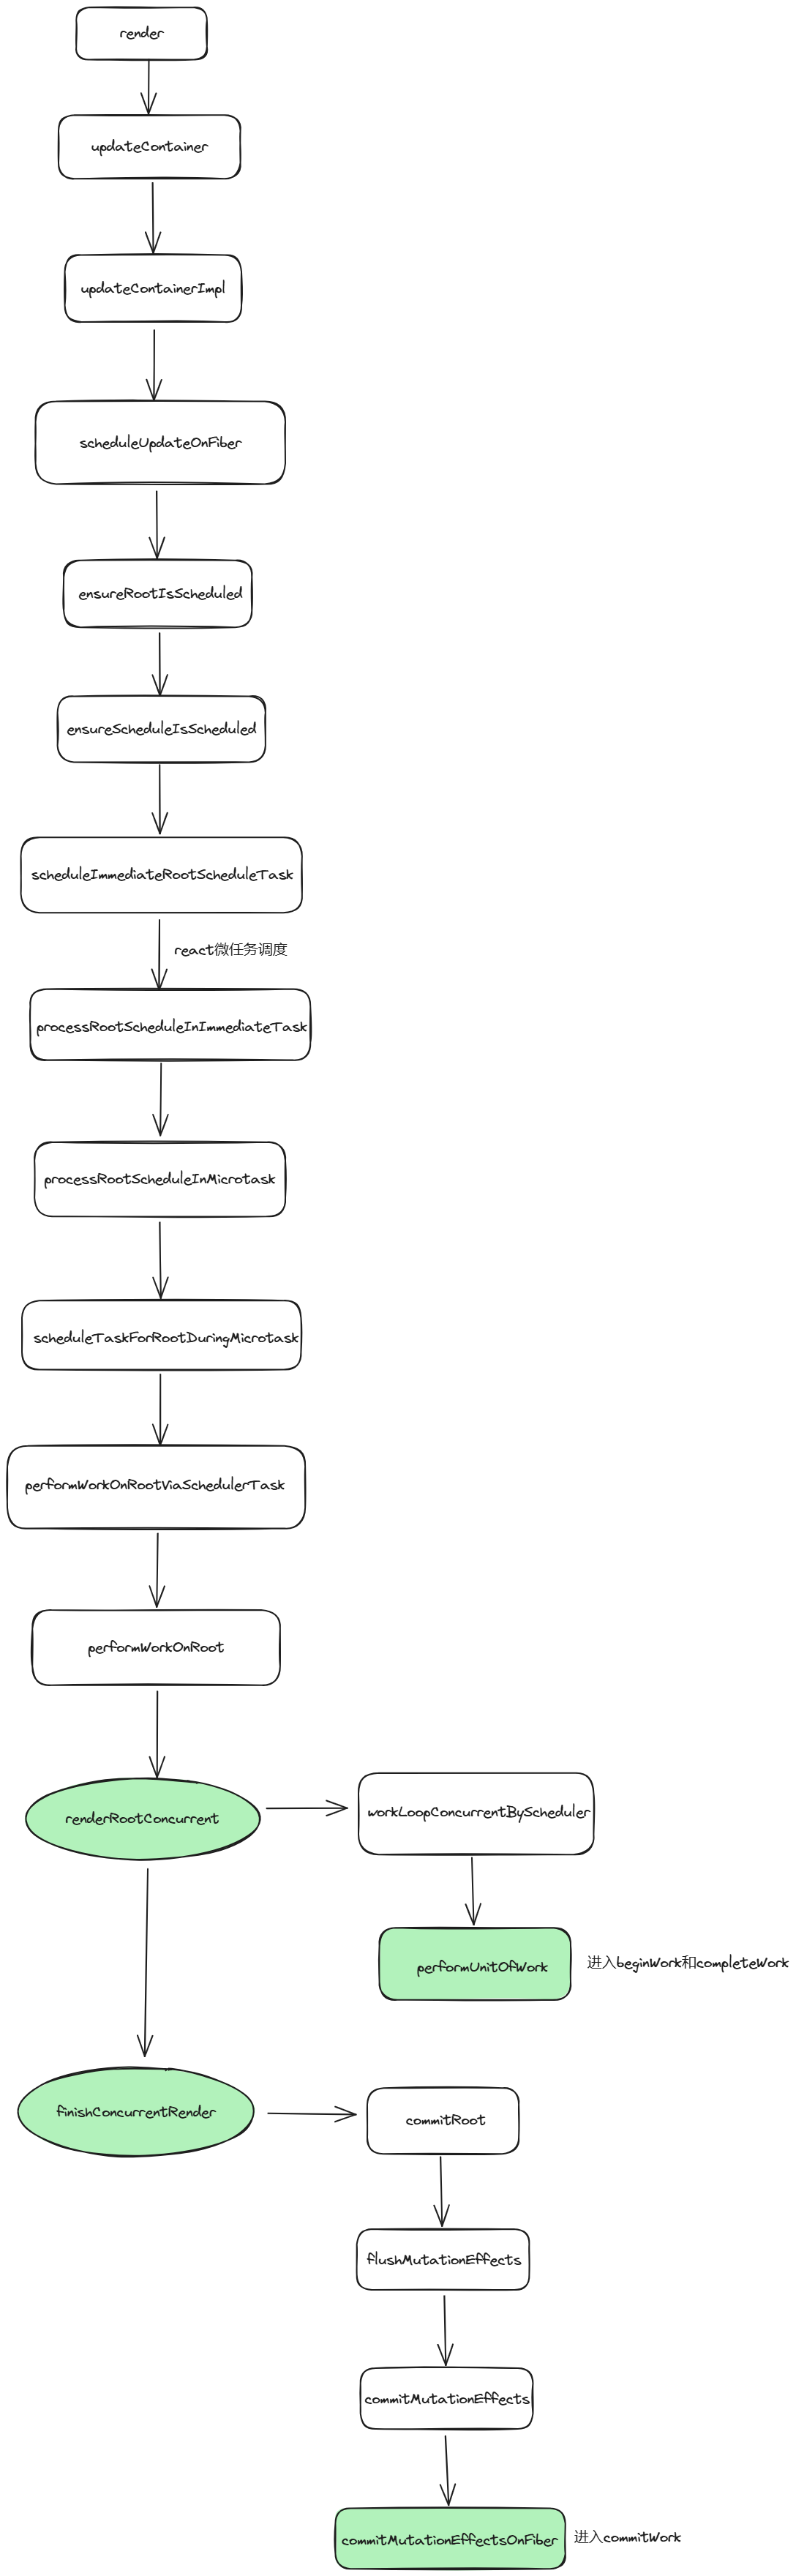 render
updateContainer
updateContainerImpl
scheduleUpdateOnFiber
ensureRootIsScheduled
ensureScheduleIsScheduled
scheduleImmediateRootScheduleTask
react微任务调度
processRootScheduleInImmediateTask
processRootScheduleInMicrotask
scheduleTaskForRootDuringMicrotask
performWorkOnRootViaSchedulerTask
performWorkOnRoot
renderRootConcurrent
workLoopConcurrentByScheduler
performUnitOfWork
进入beginWork和completeWork
finishConcurrentRender
commitRoot
flushMutationEffects
commitMutationEffects
commitMutationEffectsOnFiber
进入commitWork